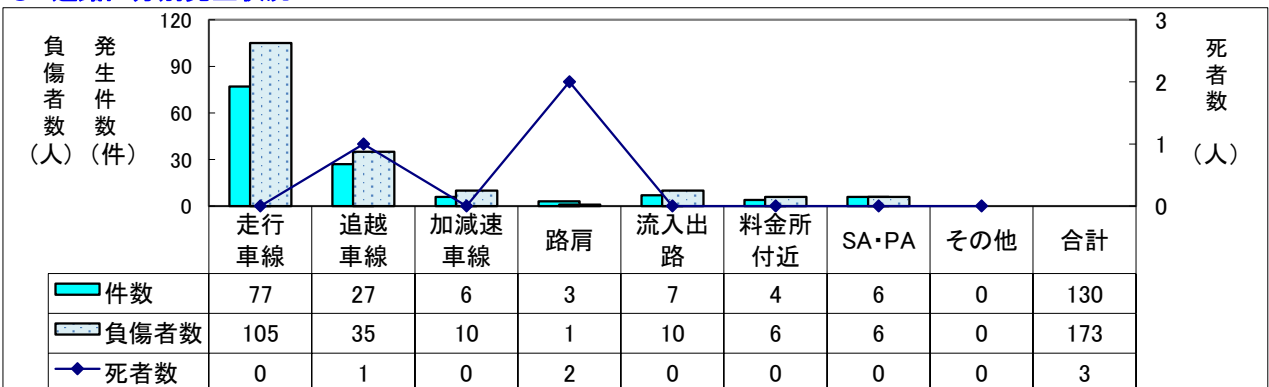 120
90
60
30
0
負傷者数(人)
発生件数(件)
3
2
1
0
死者数(人)
走行車線 追越車線 加減速車線 路肩 流入出路 料金所付近 SA・PA その他 合計
件数 77 27 6 3 7 4 6 0 130
負傷者数 105 35 10 1 10 6 6 0 173
死者数 0 1 0 2 0 0 0 0 3